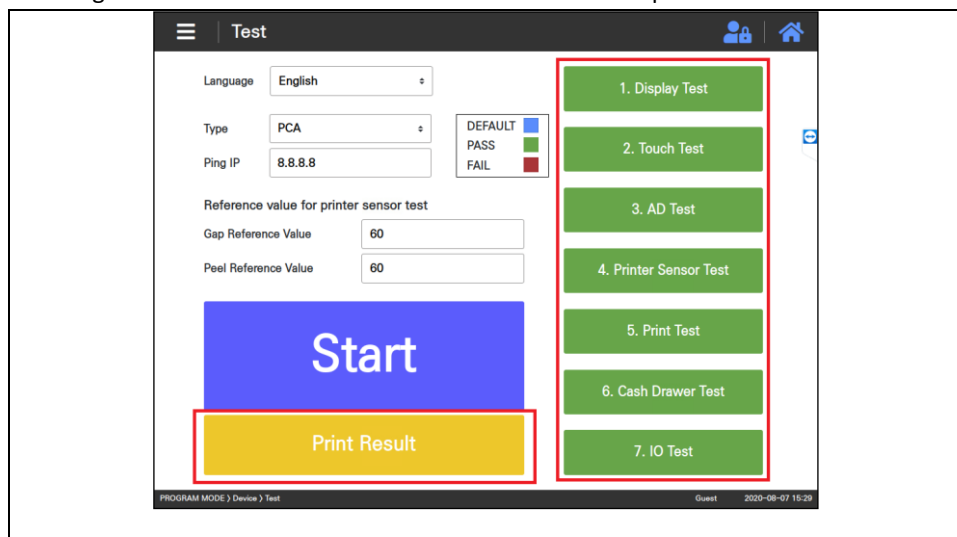 Test
Language
English
Type
PCA
Ping IP
8.8.8.8
DEFAULT
PASS
FAIL
Reference value for printer sensor test
Gap Reference Value
60
Peel Reference Value
60
Start
Print Result
1. Display Test
2. Touch Test
3. AD Test
4. Printer Sensor Test
5. Print Test
6. Cash Drawer Test
7. IO Test
PROGRAM MODE 〉 Device 〉 Test
Guest
2020-08-07 15:29